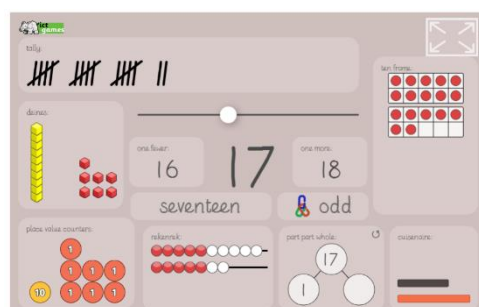 ictgames
tally:
ten frame:
dienes:
one fewer:
16
17
one more:
18
seventeen
odd
place value counters:
1
1 1 1
10 1 1 1
rekenrek:
part part whole:
17
1
cuisenaire: